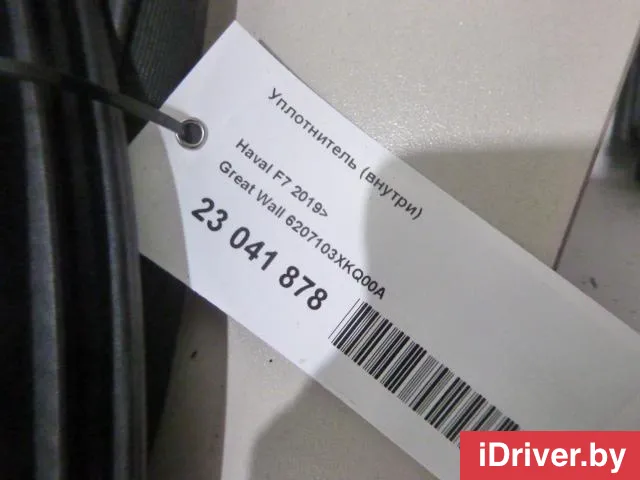 Уплотнитель (внутри)
Haval F7 2019>
Great Wall 6207103XKQ00A
23 041 878
iDriver.by